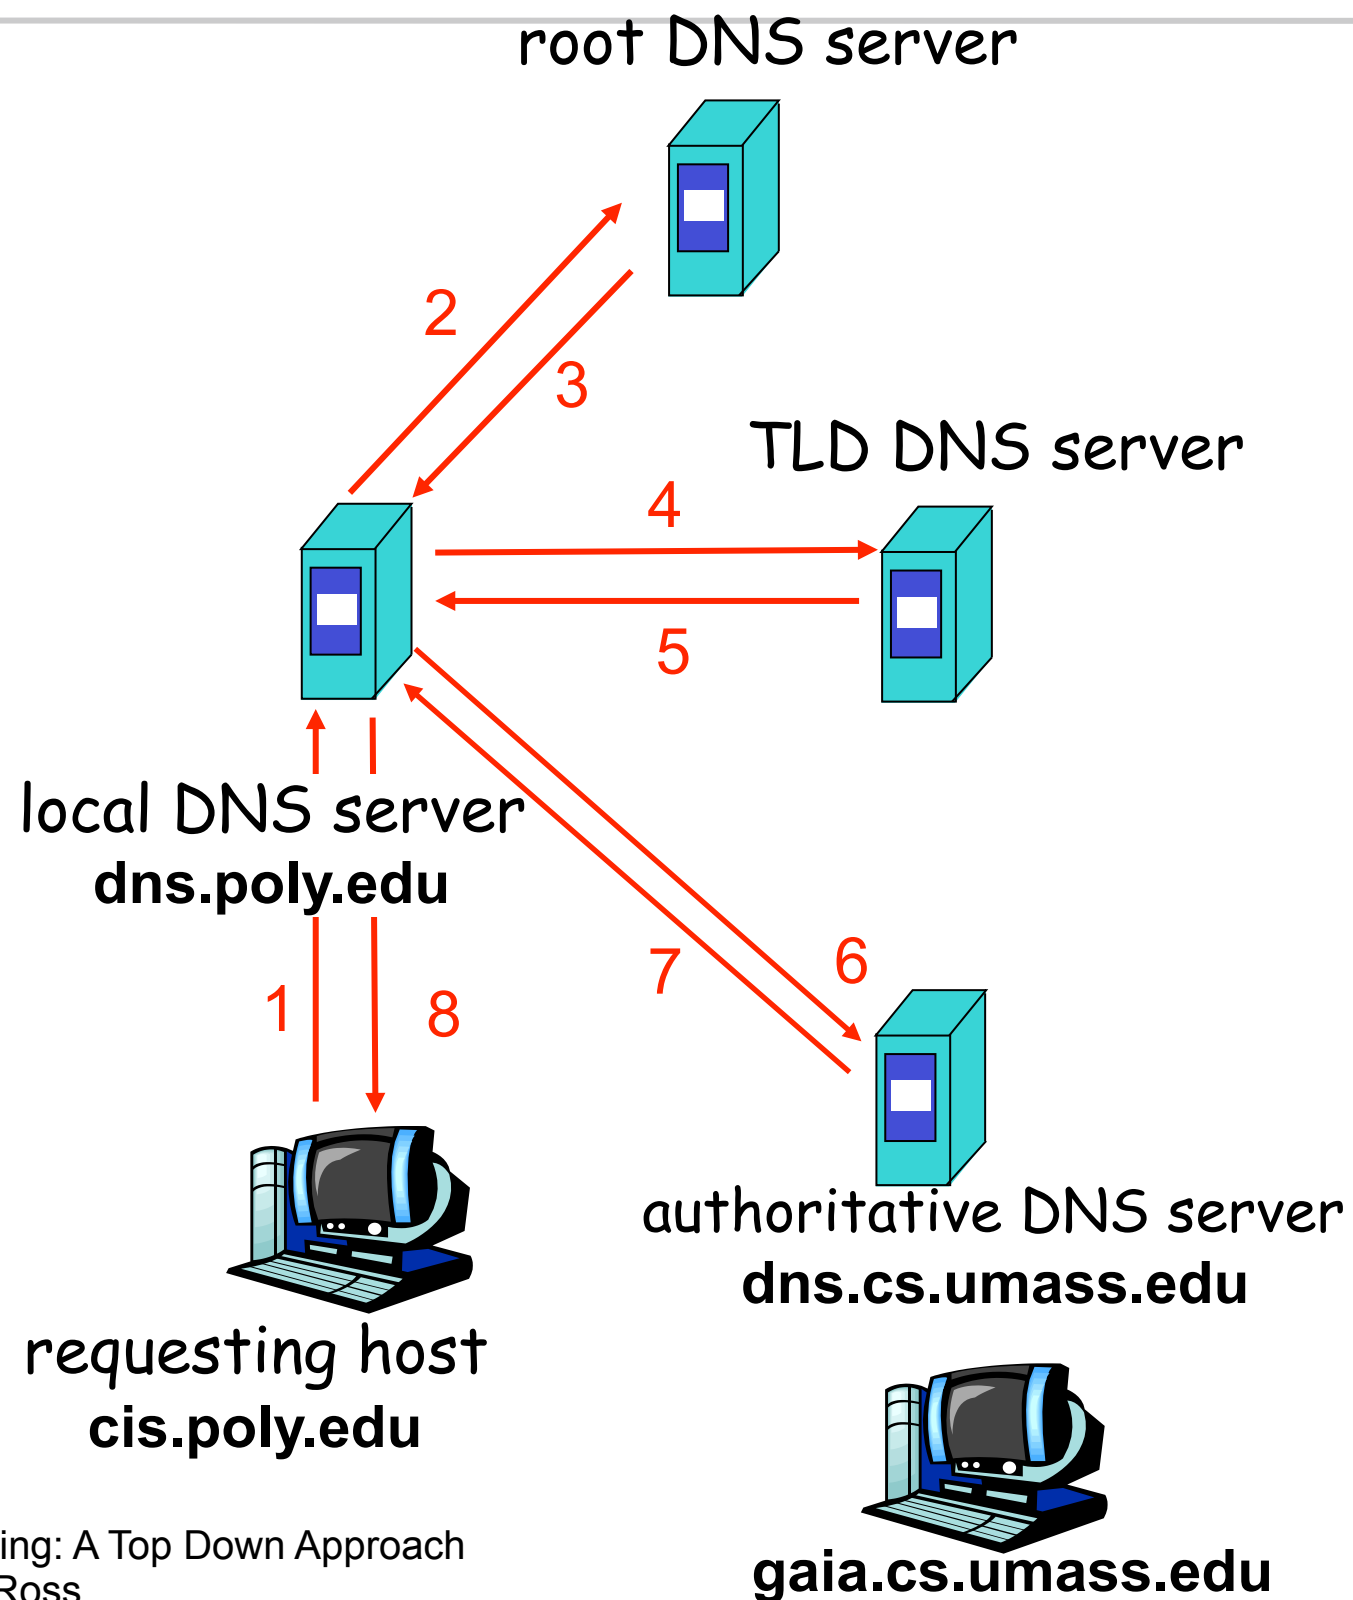 root DNS server
2
3
TLD DNS server
4
5
local DNS server
dns.poly.edu
7
6
1
8
authoritative DNS server
dns.cs.umass.edu
requesting host
cis.poly.edu
ing: A Top Down Approach
Ross
gaia.cs.umass.edu